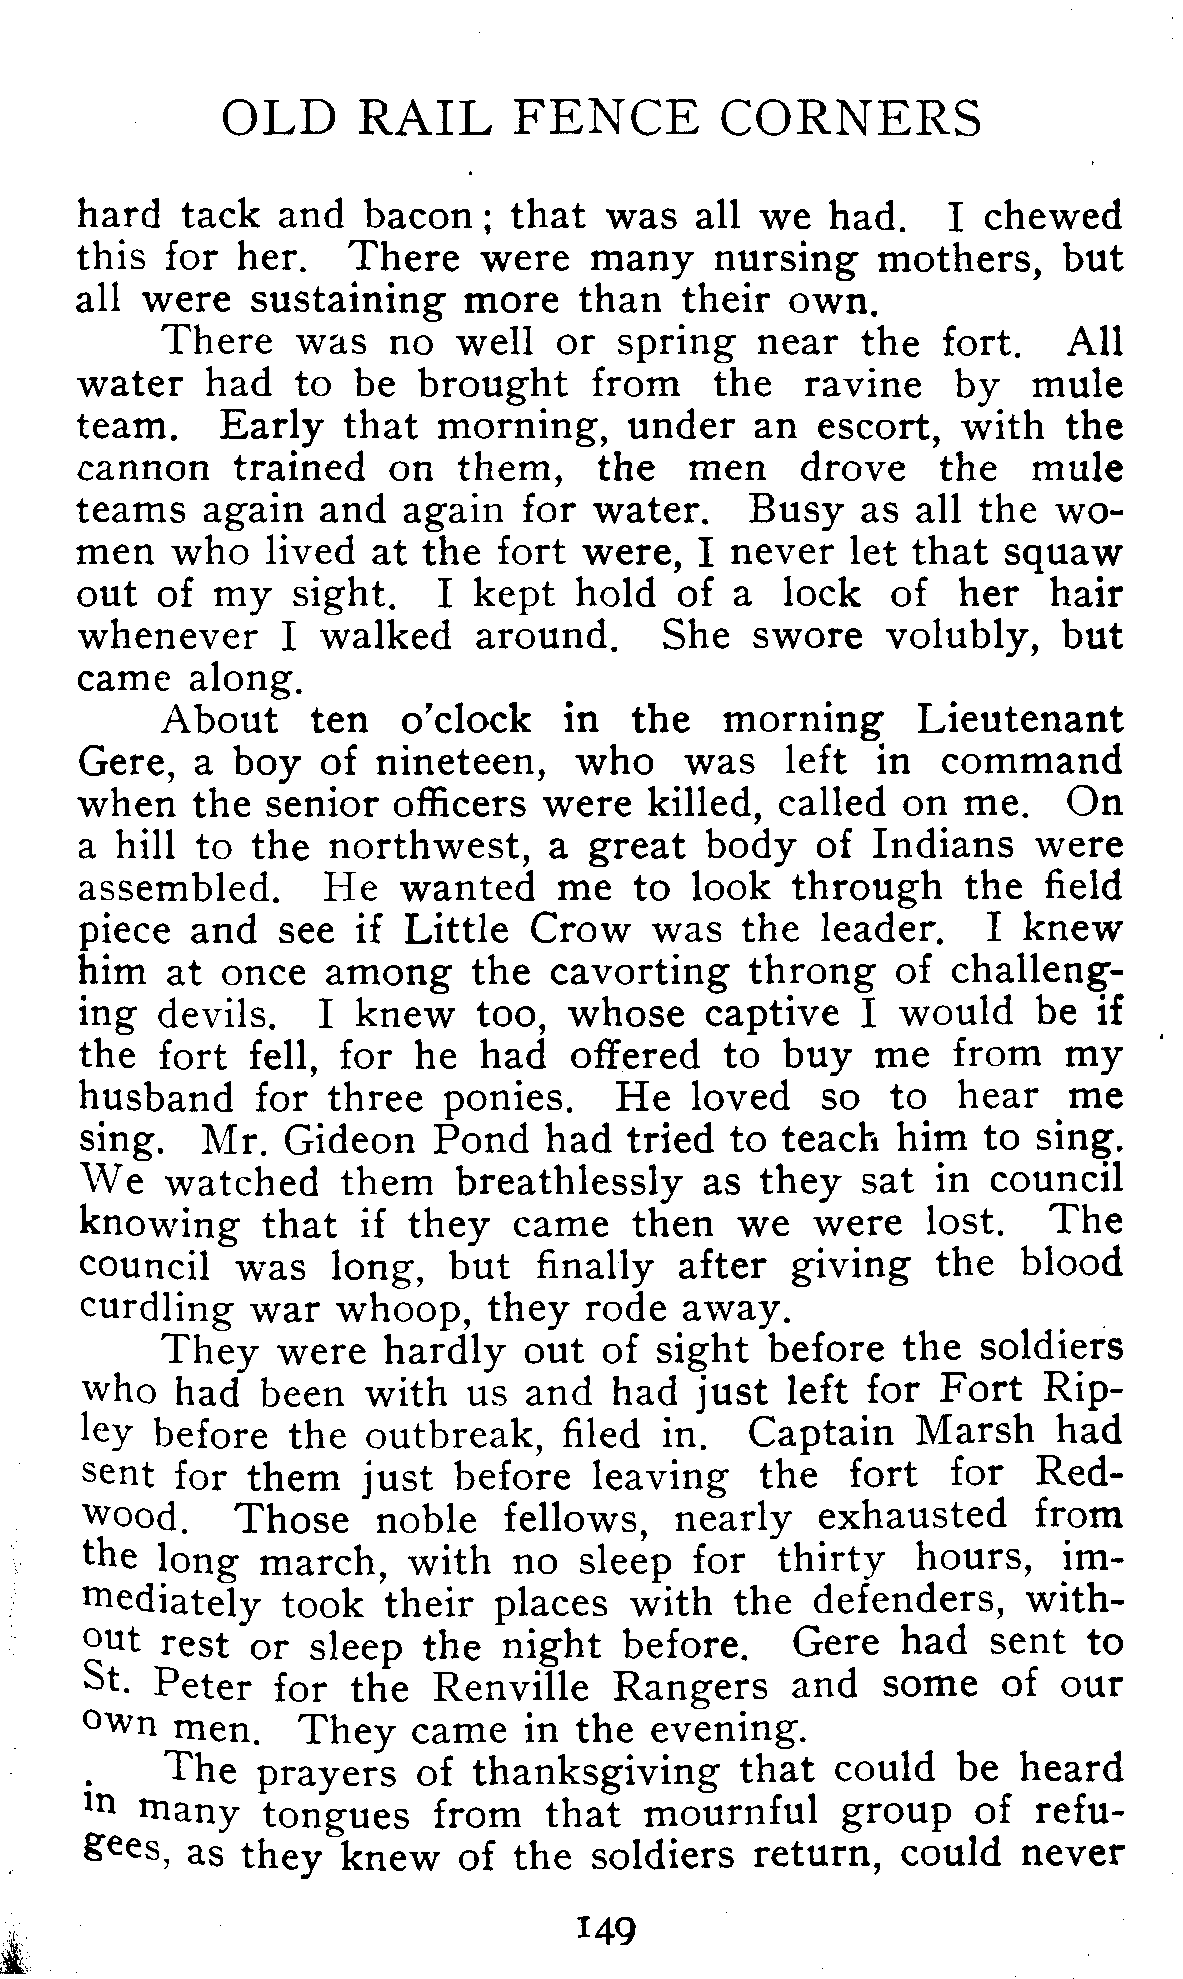 OLD RAIL FENCE CORNERS
hard tack and bacon; that was all we had. I chewed
this for her. There were many nursing mothers, but
all were sustaining more than their own.
There was no well or spring near the fort. All
water had to be brought from the ravine by mule
team. Early that morning, under an escort, with the
cannon trained on them, the men drove the mule
teams again and again for water. Busy as all the wo-
men who lived at the fort were, I never let that squaw
out of my sight. I kept hold of a lock of her hair
whenever I walked around. She swore volubly, but
came along.
About ten o'clock in the morning Lieutenant
Gere, a boy of nineteen, who was left in command
when the senior officers were killed, called on me. On
a hill to the northwest, a great body of Indians were
assembled. He wanted me to look through the field
piece and see if Little Crow was the leader. I knew
him at once among the cavorting throng of challeng-
ing devils. I knew too, whose captive I would be if
the fort fell, for he had offered to buy me from my
husband for three ponies. He loved so to hear me
sing. Mr. Gideon Pond had tried to teach him to sing.
We watched them breathlessly as they sat in council
knowing that if they came then we were lost. The
council was long, but finally after giving the blood
curdling war whoop, they rode away.
They were hardly out of sight before the soldiers
who had been with us and had just left for Fort Rip-
ley before the outbreak, filed in. Captain Marsh had
sent for them just before leaving the fort for Red-
wood. Those noble fellows, nearly exhausted from
the long march, with no sleep for thirty hours, im-
mediately took their places with the defenders, with-
out rest or sleep the night before. Gere had sent to
St. Peter for the Renville Rangers and some of our
own men. They came in the evening.
The prayers of thanksgiving that could be heard
in many tongues from that mournful group of refu-
gees, as they knew of the soldiers return, could never
149